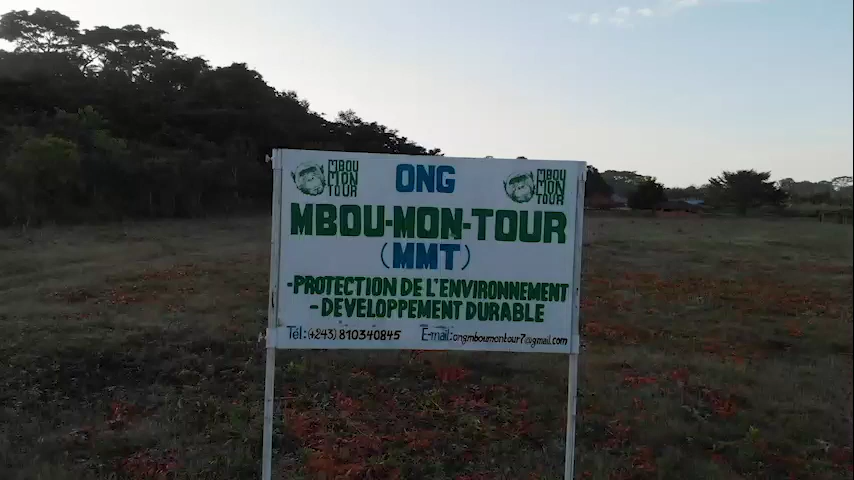 MBOU
MON
TOUR
ONG
MBOU
MON
TOUR
MBOU-MON-TOUR
(MMT)
-PROTECTION DE L'ENVIRONNEMENT
-DEVELOPPEMENT DURABLE
Tél:(+243) 810340845 E-mail:ongmboumontour7@gmail.com